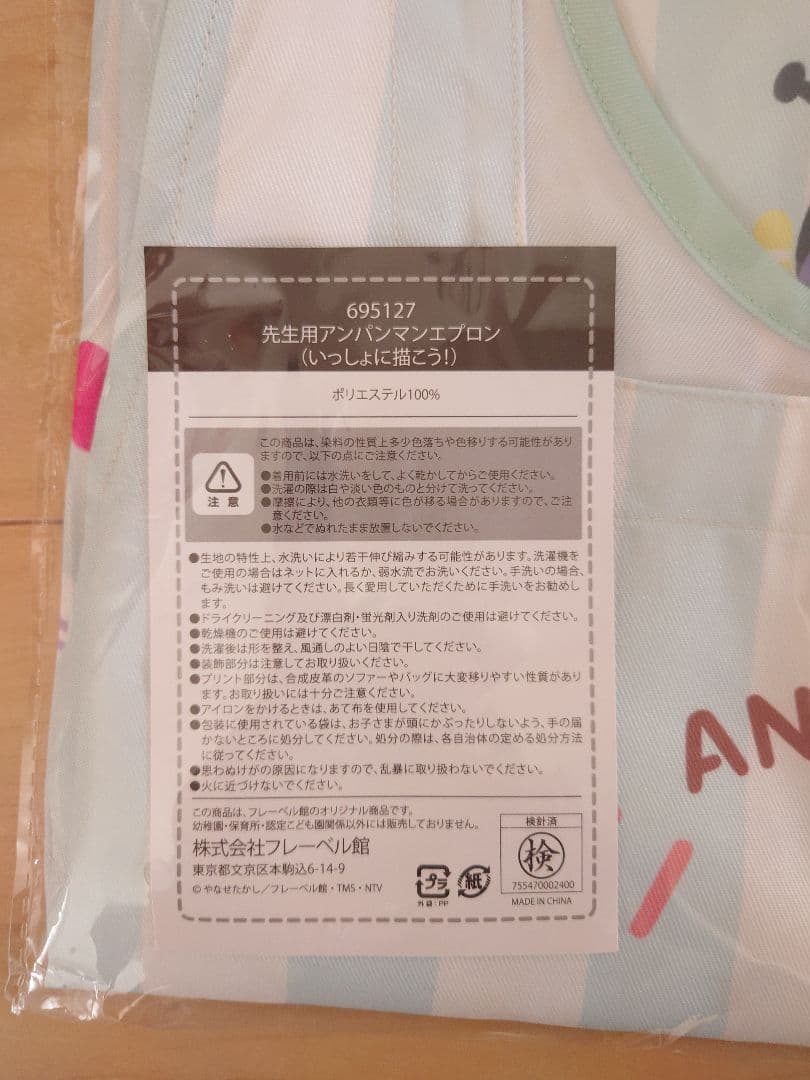 695127
先生用アンパンマンエプロン
(いっしょに描こう!)
ポリエステル100%
この商品は、染料の性質上多少色落ちや色移りする可能性があり
ますので、以下の点にご注意ください。
注意
●着用前には水洗いをして、よく乾かしてからご使用ください。
●洗濯の際は白や淡い色のものと分けて洗ってください。
●摩擦により、他の衣類等に色が移る場合がありますので、ご注
意ください。
●水などでぬれたまま放置しないでください。
●生地の特性上、水洗いにより若干伸び縮みする可能性があります。洗濯機を
ご使用の場合はネットに入れるか、弱水流でお洗いください。手洗いの場合、
もみ洗いは避けてください。長く愛用していただくために手洗いをお勧めし
ます。
●ドライクリーニング及び漂白剤・蛍光剤入り洗剤のご使用は避けてください。
●乾燥機のご使用は避けてください。
●洗濯後は形を整え、風通しのよい日陰で干してください。
●装飾部分は注意してお取り扱いください。
●プリント部分は、合成皮革のソファーやバッグに大変移りやすい性質があり
ます。お取り扱いには十分ご注意ください。
●アイロンをかけるときは、あて布を使用してください。
●包装に使用されている袋は、お子さまが頭にかぶったりしないよう、手の届
かないところに処分してください。処分の際は、各自治体の定める処分方法
に従ってください。
●思わぬけがの原因になりますので、乱暴に取り扱わないでください。
●火に近づけないでください。
この商品は、フレーベル館のオリジナル商品です。
幼稚園・保育所・認定こども園関係以外には販売しておりません。
株式会社フレーベル館
東京都文京区本駒込6-14-9
©やなせたかし/フレーベル館・TMS・NTV
プラ
外袋:PP
紙
検針済
検
755470002400
MADE IN CHINA
AN